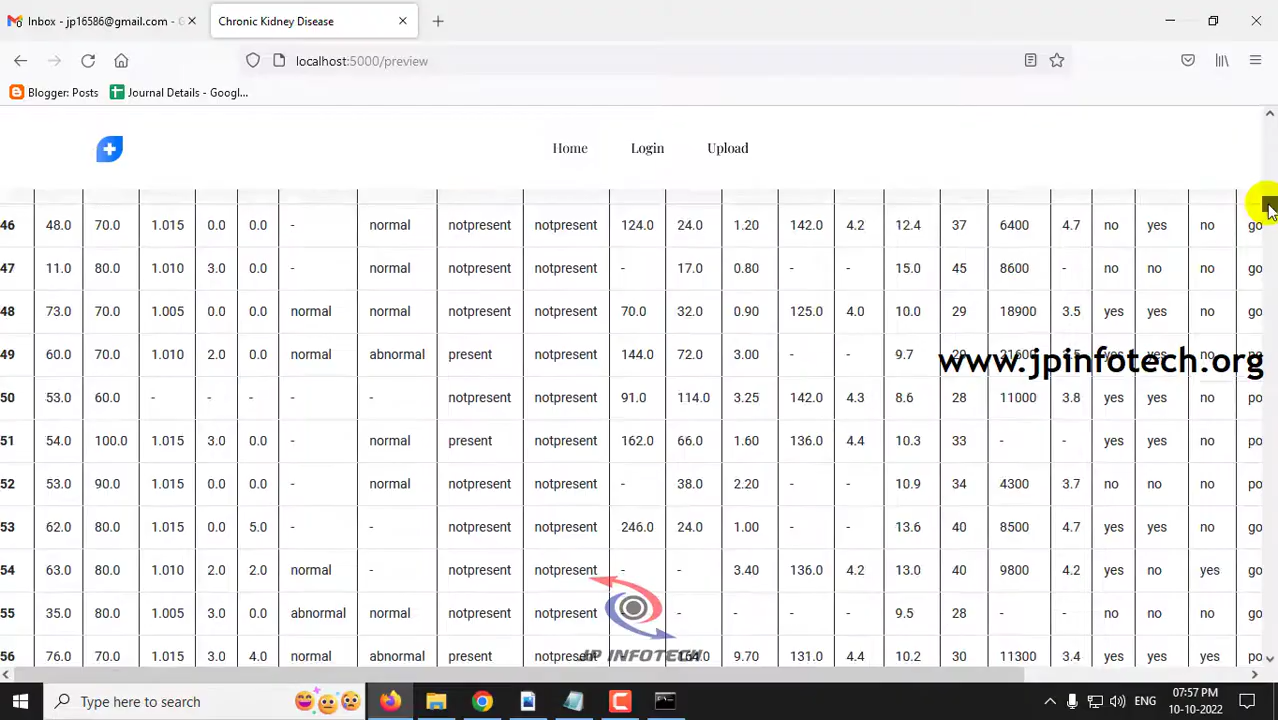 Inbox - jp16586@gmail.com - G
Chronic Kidney Disease
localhost:5000/preview
Blogger: Posts Journal Details - Googl...
Home Login Upload
46 48.0 70.0 1.015 0.0 0.0 - normal notpresent notpresent 124.0 24.0 1.20 142.0 4.2 12.4 37 6400 4.7 no yes no go
47 11.0 80.0 1.010 3.0 0.0 - normal notpresent notpresent - 17.0 0.80 - - 15.0 45 8600 - no no no go
48 73.0 70.0 1.005 0.0 0.0 normal normal notpresent notpresent 70.0 32.0 0.90 125.0 4.0 10.0 29 18900 3.5 yes yes no go
49 60.0 70.0 1.010 2.0 0.0 normal abnormal present notpresent 144.0 72.0 3.00 - - 9.7
www.jpinfotech.org
50 53.0 60.0 - - - - - notpresent notpresent 91.0 114.0 3.25 142.0 4.3 8.6 28 11000 3.8 yes yes no po
51 54.0 100.0 1.015 3.0 0.0 - normal present notpresent 162.0 66.0 1.60 136.0 4.4 10.3 33 - - yes yes no po
52 53.0 90.0 1.015 - - - normal notpresent notpresent - 38.0 2.20 - - 10.9 34 4300 3.7 no no no po
53 62.0 80.0 1.015 0.0 5.0 - - notpresent notpresent 246.0 24.0 1.00 - - 13.6 40 8500 4.7 yes yes no go
54 63.0 80.0 1.010 2.0 2.0 normal - notpresent notpresent - - 3.40 136.0 4.2 13.0 40 9800 4.2 yes no yes go
55 35.0 80.0 1.005 3.0 0.0 abnormal normal notpresent notpresent - - - - 9.5 28 - - no no no go
56 76.0 70.0 1.015 3.0 4.0 normal abnormal present notpresent 9.70 131.0 4.4 10.2 30 11300 3.4 yes yes yes po
JP INFOTECH
Type here to search
ENG
07:57 PM
10-10-2022